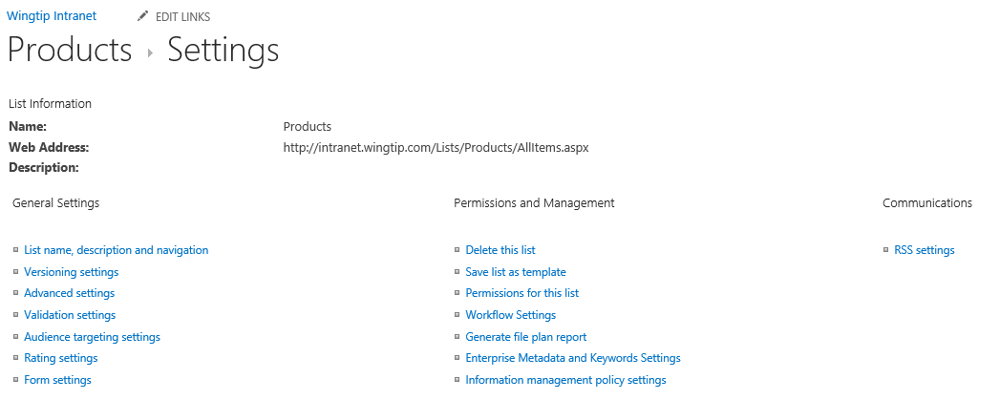 Wingtip Intranet EDIT LINKS
Products Settings
List Information
Name: Products
Web Address: http://intranet.wingtip.com/Lists/Products/AllItems.aspx
Description:
General Settings Permissions and Management Communications
List name, description and navigation Delete this list RSS settings
Versioning settings Save list as template
Advanced settings Permissions for this list
Validation settings Workflow Settings
Audience targeting settings Generate file plan report
Rating settings Enterprise Metadata and Keywords Settings
Form settings Information management policy settings